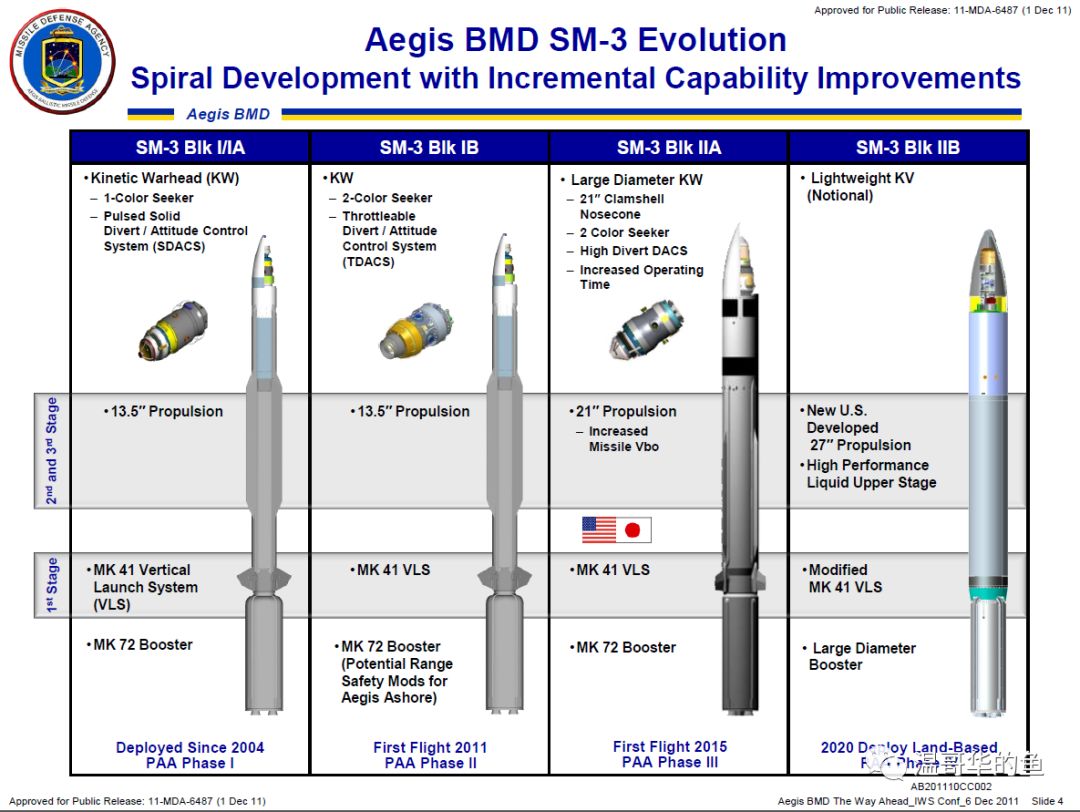 Approved for Public Release: 11-MDA-6487 (1 Dec 11)
MISSILE DEFENSE AGENCY
AEGIS BALLISTIC MISSILE DEFENSE
Aegis BMD SM-3 Evolution
Spiral Development with Incremental Capability Improvements
Aegis BMD
SM-3 Blk I/IA
•Kinetic Warhead (KW)
– 1-Color Seeker
– Pulsed Solid
Divert / Attitude Control
System (SDACS)
SM-3 Blk IB
•KW
– 2-Color Seeker
– Throttleable
Divert / Attitude
Control System
(TDACS)
SM-3 Blk IIA
• Large Diameter KW
– 21″ Clamshell
Nosecone
– 2 Color Seeker
– High Divert DACS
– Increased Operating
Time
SM-3 Blk IIB
• Lightweight KV
(Notional)
2nd and 3rd Stage
•13.5″ Propulsion
•13.5″ Propulsion
•21″ Propulsion
– Increased
Missile Vbo
•New U.S.
Developed
27″ Propulsion
•High Performance
Liquid Upper Stage
1st Stage
•MK 41 Vertical
Launch System
(VLS)
•MK 41 VLS
•MK 41 VLS
•Modified
MK 41 VLS
•MK 72 Booster
•MK 72 Booster
(Potential Range
Safety Mods for
Aegis Ashore)
•MK 72 Booster
• Large Diameter
Booster
Deployed Since 2004
PAA Phase I
First Flight 2011
PAA Phase II
First Flight 2015
PAA Phase III
2020 Deploy Land-Based
温哥华的鱼
AB201110CC002
Approved for Public Release: 11-MDA-6487 (1 Dec 11)
Aegis BMD The Way Ahead_IWS Conf_6 Dec 2011 Slide 4